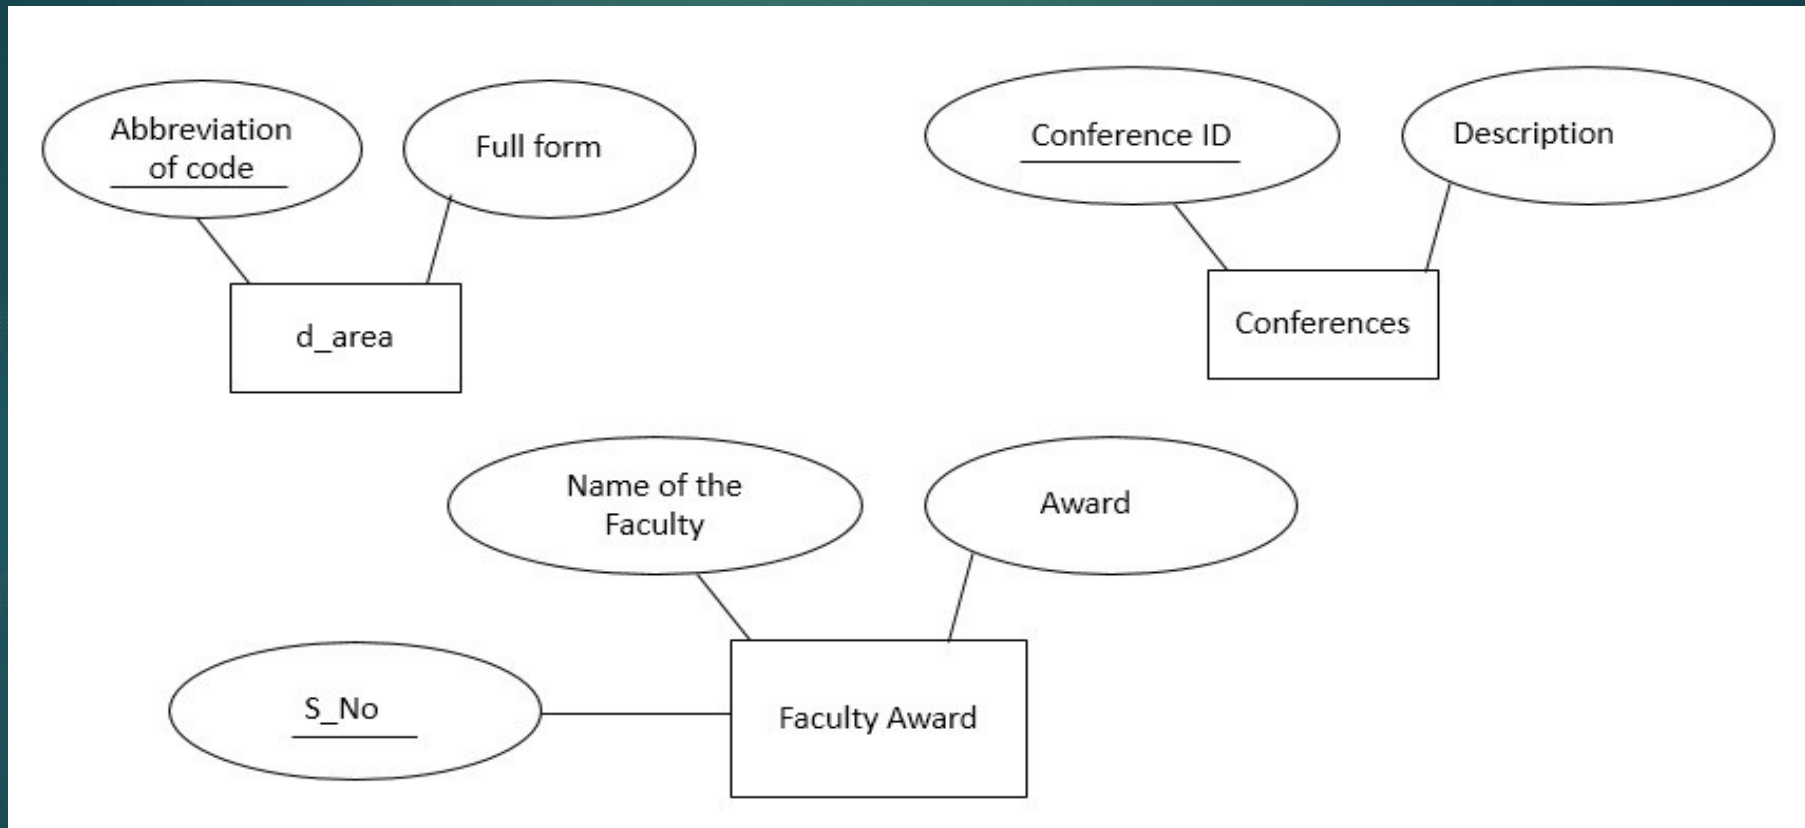 Abbreviation
of code
Full form
d_area
Conference ID
Description
Conferences
Name of the
Faculty
Award
S_No
Faculty Award